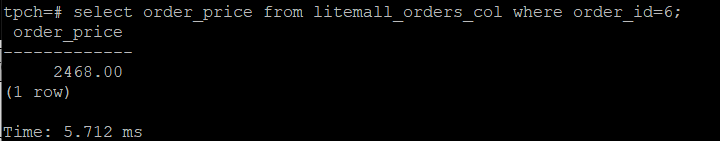 tpch=# select order_price from litemall_orders_col where order_id=6;
 order_price
-------------
     2468.00
(1 row)

Time: 5.712 ms